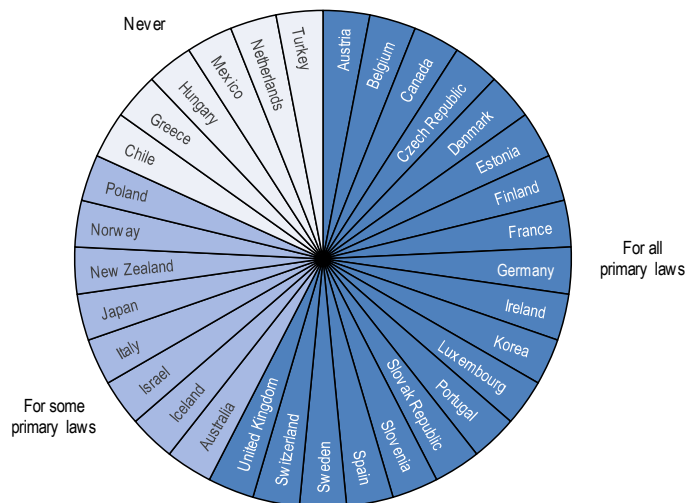 Never
Turkey
Netherlands
Mexico
Hungary
Greece
Chile
Poland
Norway
New Zealand
Japan
Italy
Israel
Iceland
Australia
For some
primary laws
Austria
Belgium
Canada
Czech Republic
Denmark
Estonia
Finland
France
Germany
Ireland
Korea
Luxembourg
Portugal
Slovak Republic
Slovenia
Spain
Sweden
Switzerland
United Kingdom
For all
primary laws